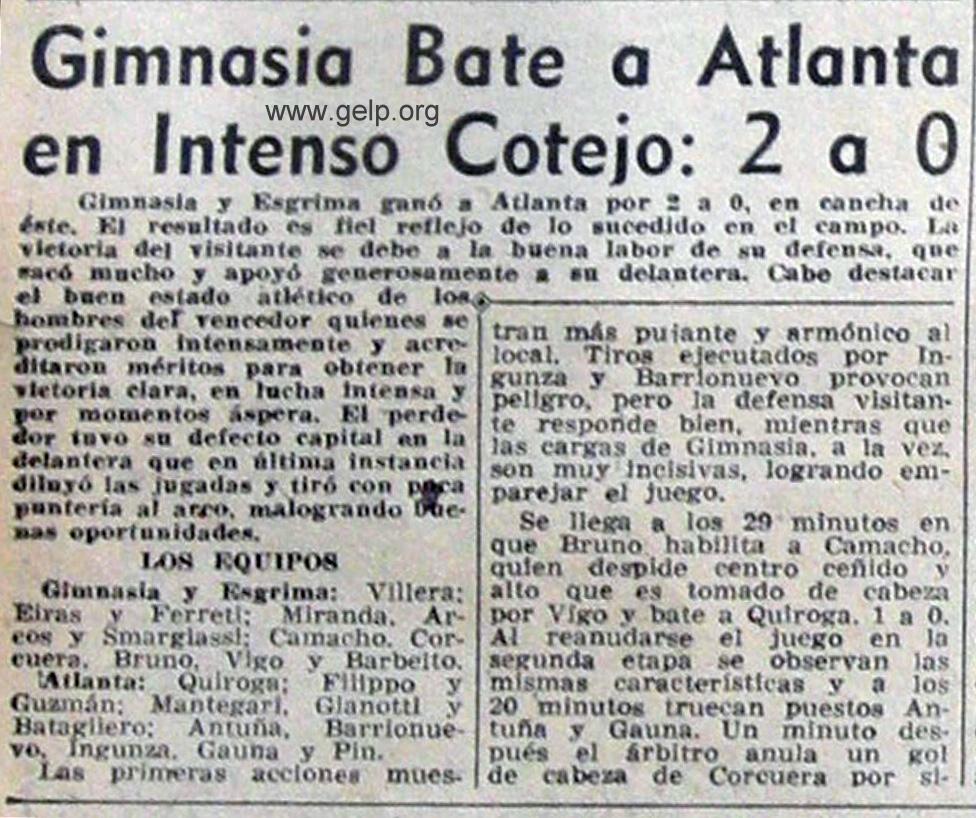 Gimnasia Bate a Atlanta
www.gelp.org
en Intenso Cotejo: 2 a 0
Gimnasia y Esgrima ganó a Atlanta por 2 a 0, en cancha de
éste. El resultado es fiel reflejo de lo sucedido en el campo. La
victoria del visitante se debe a la buena labor de su defensa, que
sacó mucho y apoyó generosamente a su delantera. Cabe destacar
el buen estado atlético de los
hombres del vencedor quienes se
prodigaron intensamente y acre-
ditaron méritos para obtener la
victoria clara, en lucha intensa y
por momentos áspera. El perde-
dor tuvo su defecto capital en la
delantera que en última instancia
diluyó las jugadas y tiró con poca
puntería al arco, malogrando bue-
nas oportunidades.
LOS EQUIPOS
Gimnasia y Esgrima: Villera;
Eiras y Ferreti; Miranda, Ar-
cos y Smargiassi; Camacho, Cor-
cuera, Bruno, Vigo y Barbeito.
Atlanta: Quiroga; Filippo y
Guzmán; Mantegari, Gianotti y
Batagliero; Antuña, Barrionue-
vo, Ingunza, Gauna y Pin.
Las primeras acciones mues-
tran más pujante y armónico al
local. Tiros ejecutados por In-
gunza y Barrionuevo provocan
peligro, pero la defensa visitan-
te responde bien, mientras que
las cargas de Gimnasia, a la vez,
son muy incisivas, logrando em-
parejar el juego.
Se llega a los 29 minutos en
que Bruno habilita a Camacho,
quien despide centro ceñido y
alto que es tomado de cabeza
por Vigo y bate a Quiroga. 1 a 0.
Al reanudarse el juego en la
segunda etapa se observan las
mismas características y a los
20 minutos truecan puestos An-
tuña y Gauna. Un minuto des-
pués el árbitro anula un gol
de cabeza de Corcuera por si-